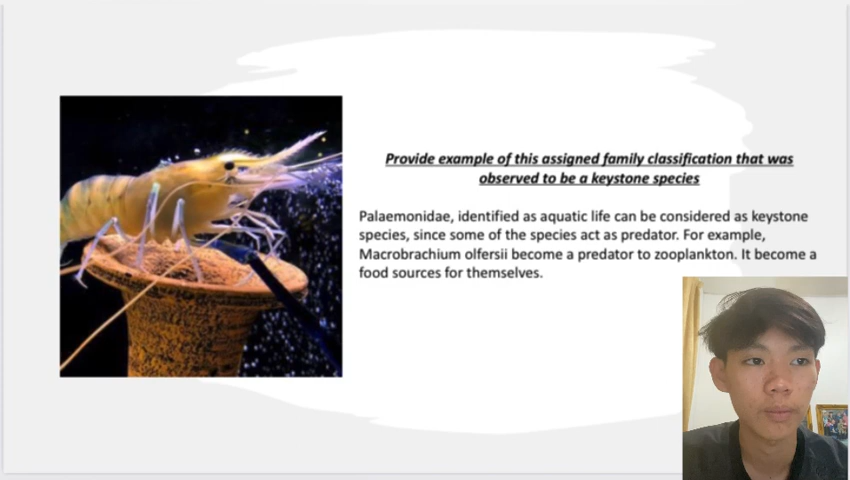 Provide example of this assigned family classification that was
observed to be a keystone species
Palaemonidae, identified as aquatic life can be considered as keystone
species, since some of the species act as predator. For example,
Macrobrachium olfersii become a predator to zooplankton. It become a
food sources for themselves.